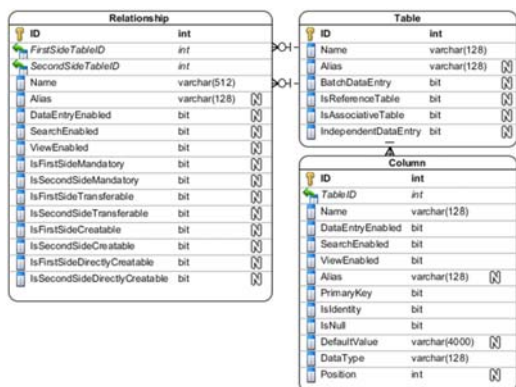 Relationship
ID int
FirstSideTableID int
SecondSideTableID int
Name varchar(512)
Alias varchar(128) N
DataEntryEnabled bit N
SearchEnabled bit N
ViewEnabled bit N
IsFirstSideMandatory bit N
IsSecondSideMandatory bit N
IsFirstSideTransferable bit N
IsSecondSideTransferable bit N
IsFirstSideCreatable bit N
IsSecondSideCreatable bit N
IsFirstSideDirectlyCreatable bit N
IsSecondSideDirectlyCreatable bit N
Table
ID int
Name varchar(128)
Alias varchar(128) N
BatchDataEntry bit N
IsReferenceTable bit N
IsAssociativeTable bit N
IndependentDataEntry bit N
Column
ID int
TableID int
Name varchar(128)
DataEntryEnabled bit
SearchEnabled bit
ViewEnabled bit
Alias varchar(128) N
PrimaryKey bit
IsIdentity bit
IsNull bit
DefaultValue varchar(4000) N
DataType varchar(128)
Position int N